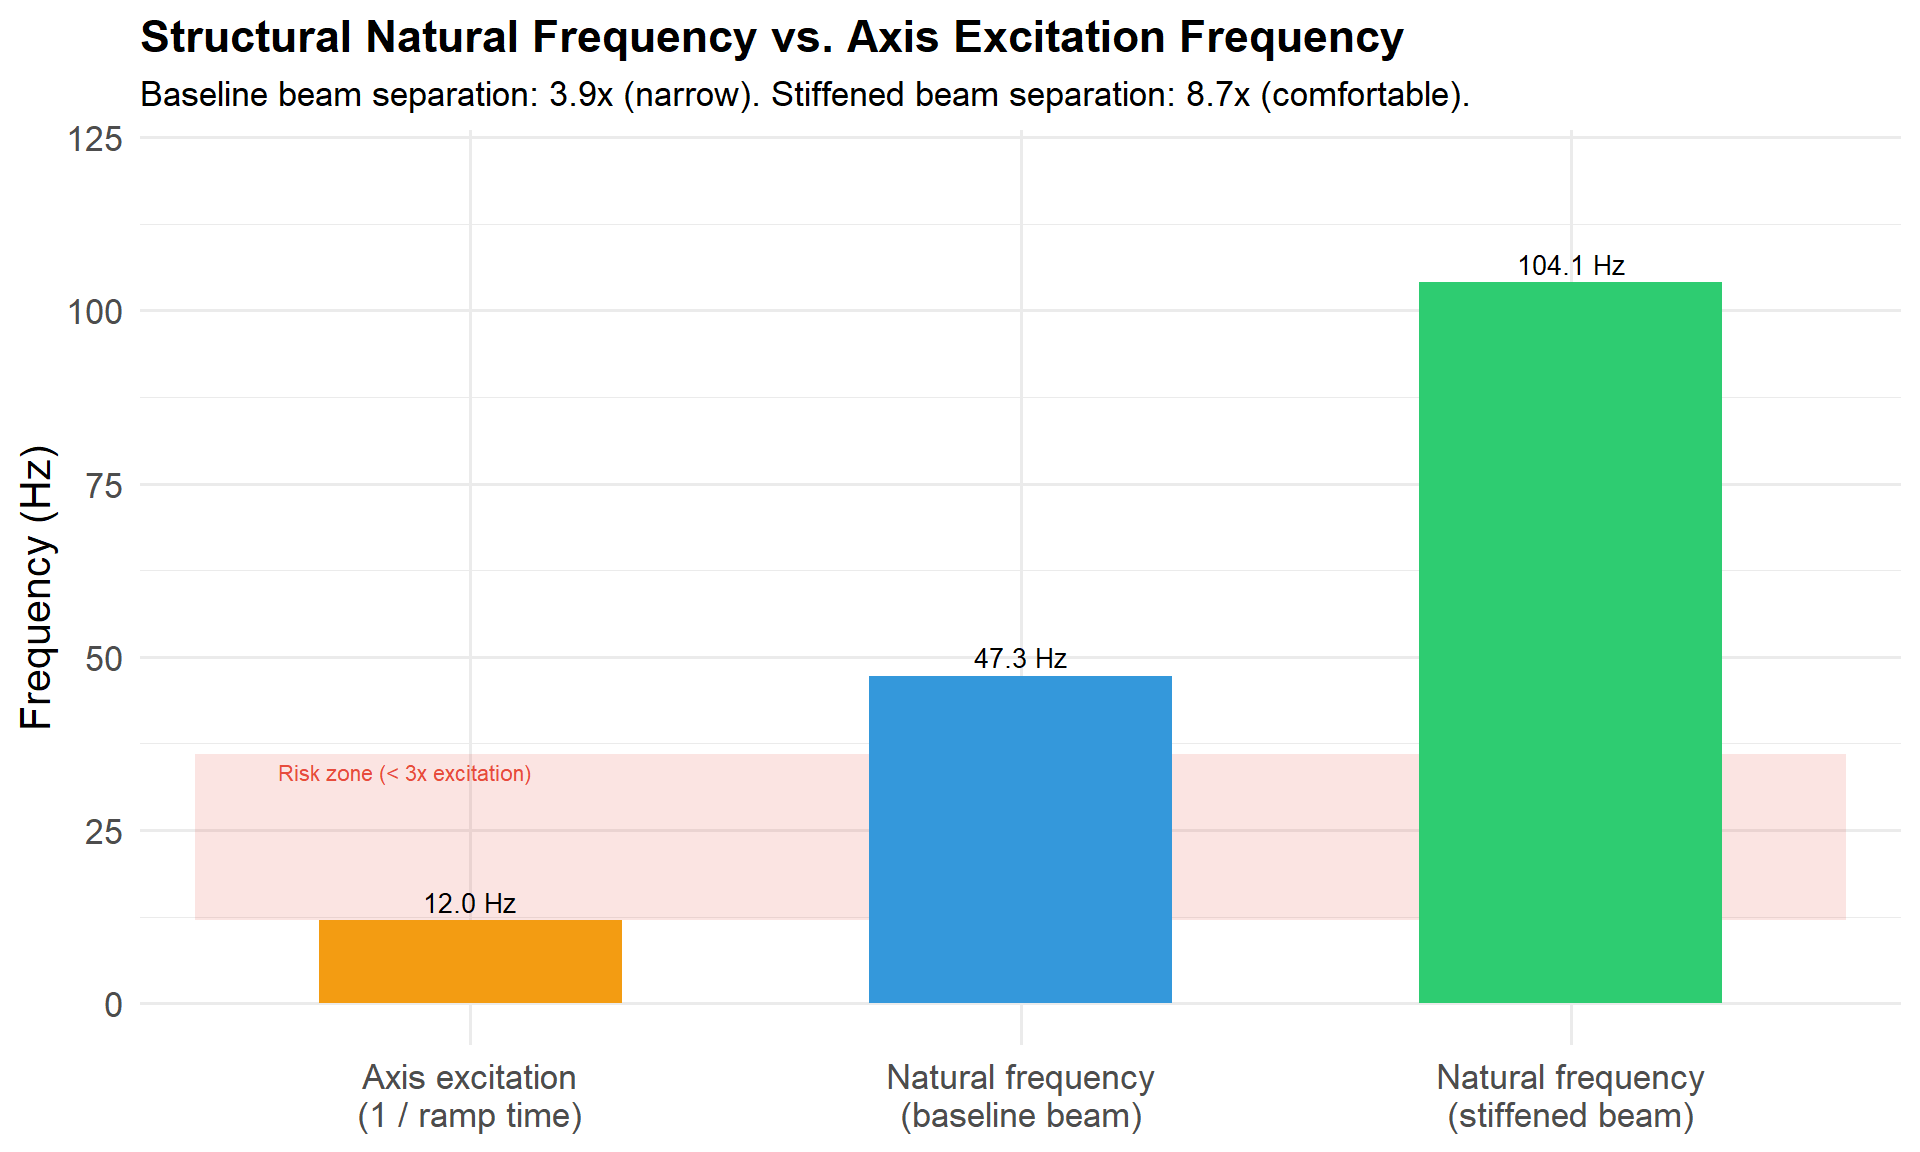 Structural Natural Frequency vs. Axis Excitation Frequency
Baseline beam separation: 3.9x (narrow). Stiffened beam separation: 8.7x (comfortable).
Frequency (Hz)
125
100
75
50
25
0
104.1 Hz
47.3 Hz
Risk zone (< 3x excitation)
12.0 Hz
Axis excitation
(1 / ramp time)
Natural frequency
(baseline beam)
Natural frequency
(stiffened beam)